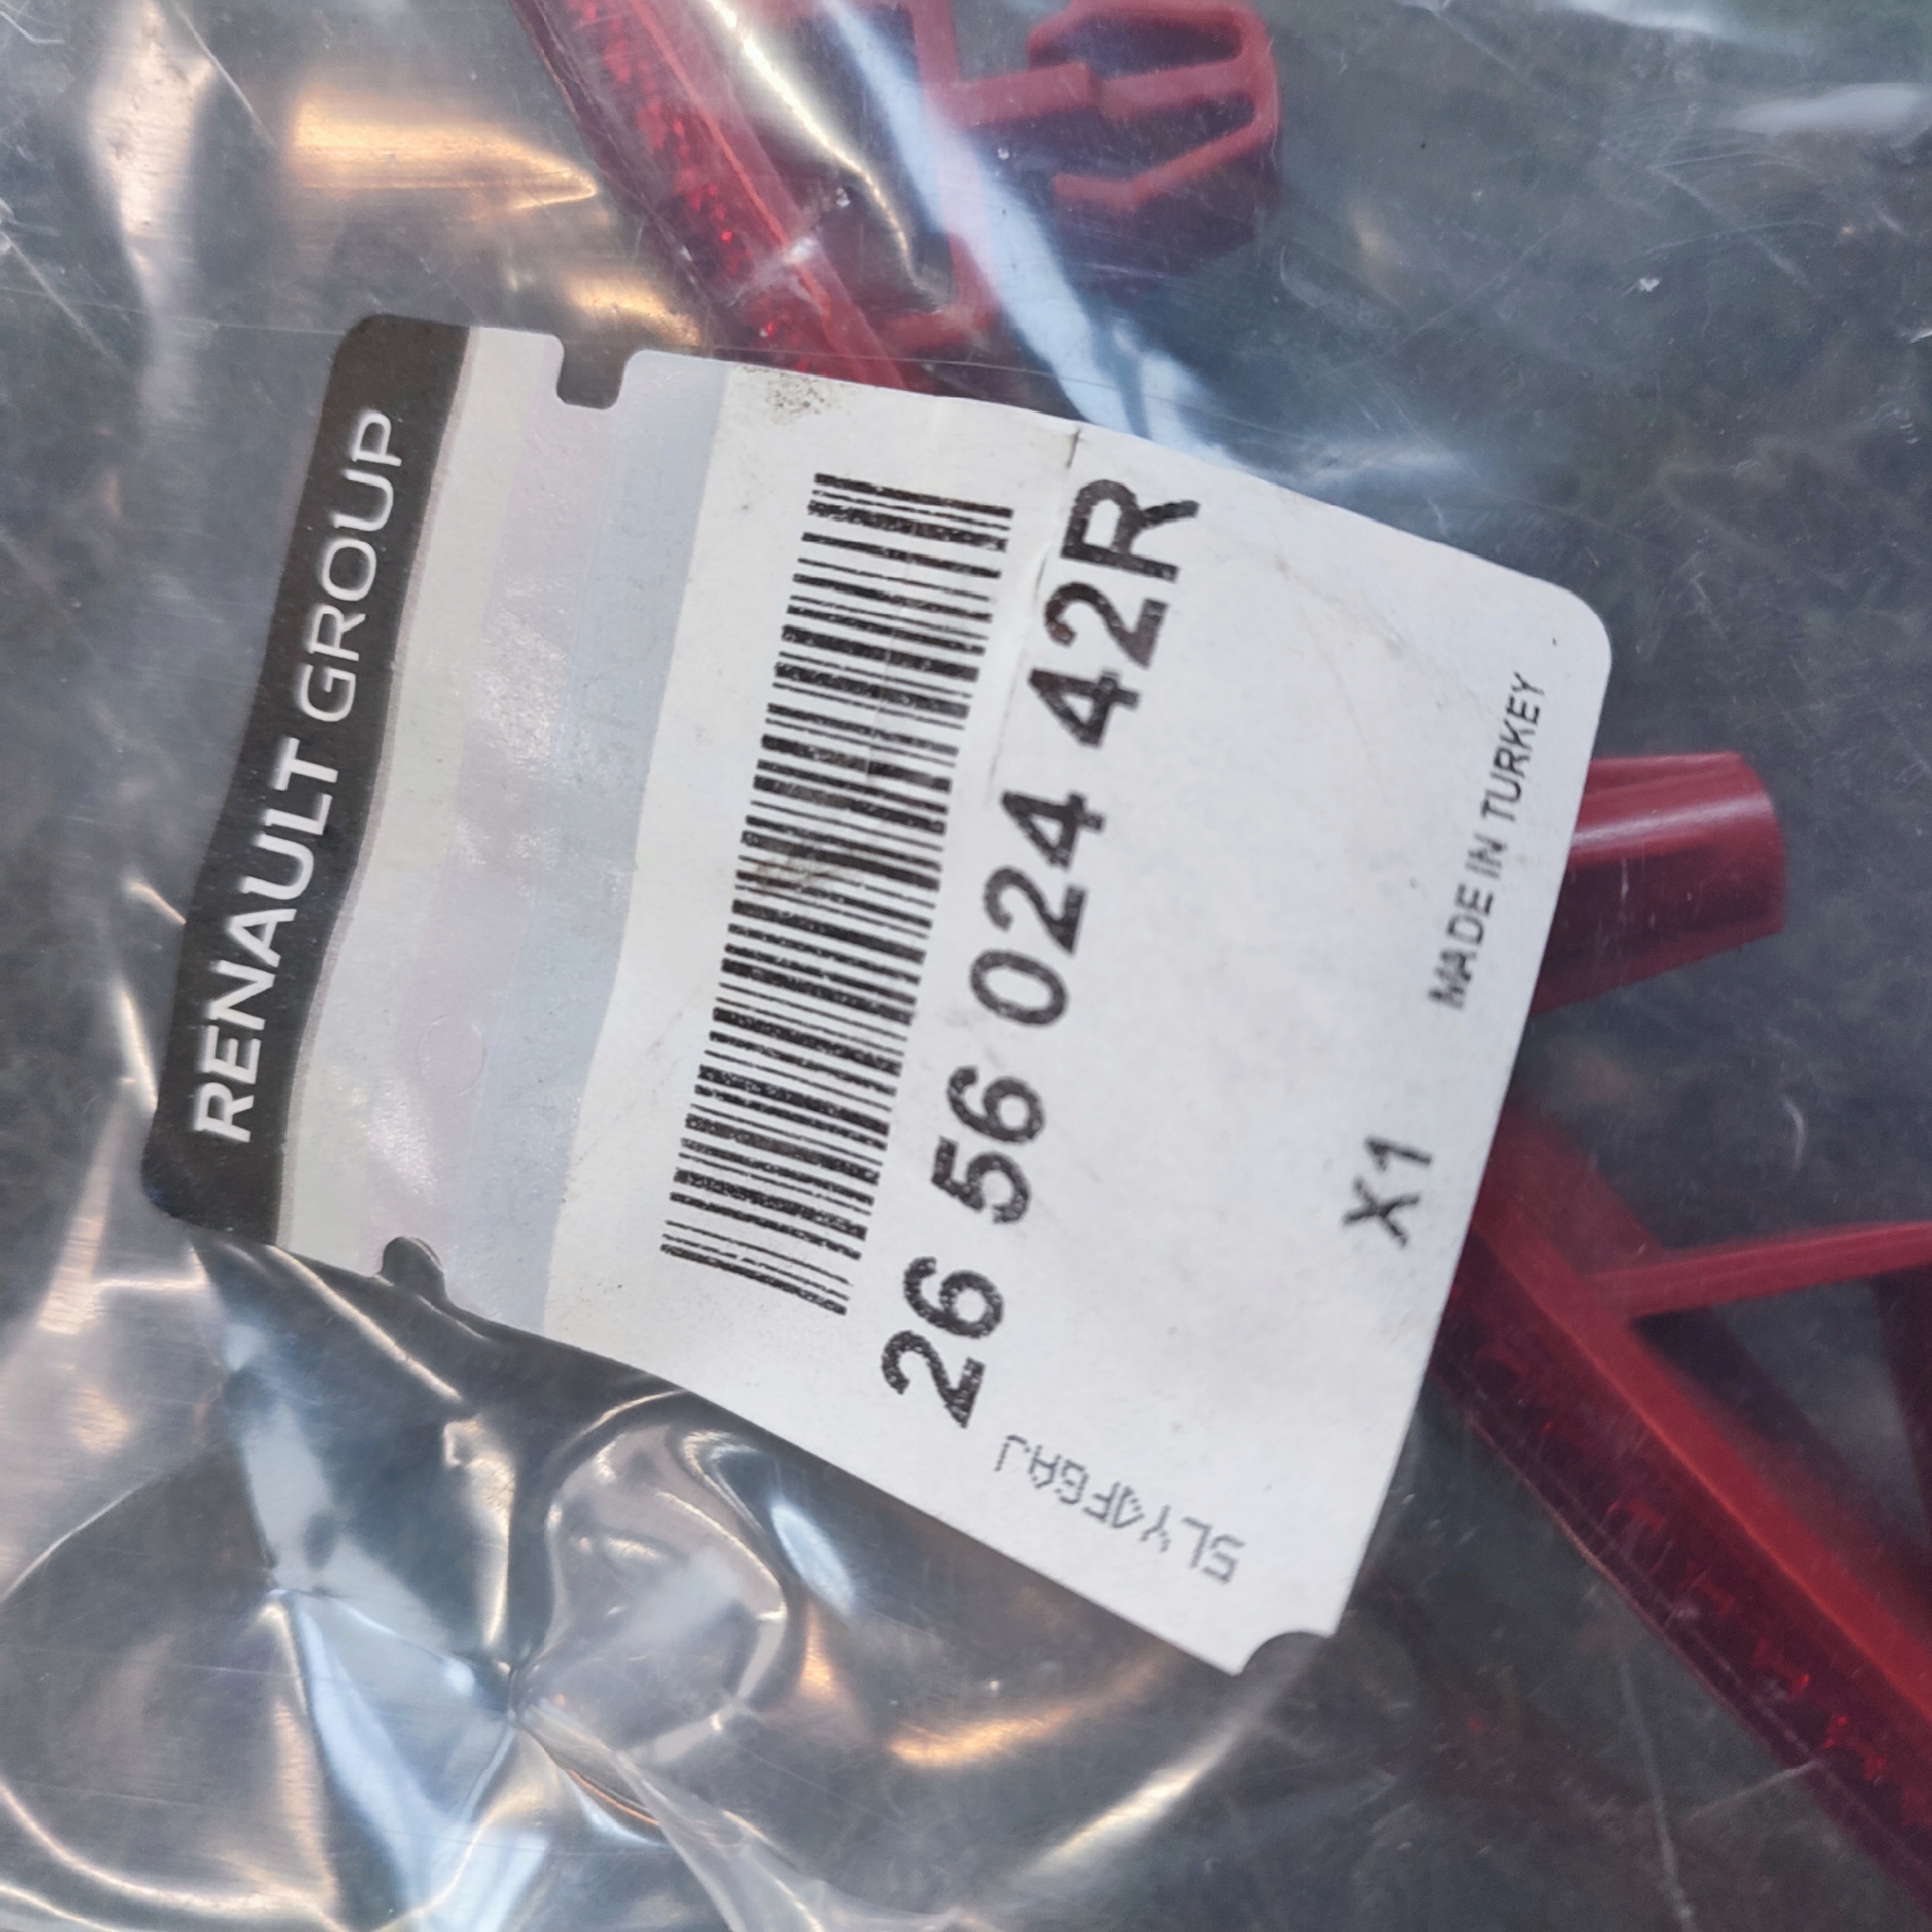 RENAULT GROUP
26 56 024 42R
X1
MADE IN TURKEY